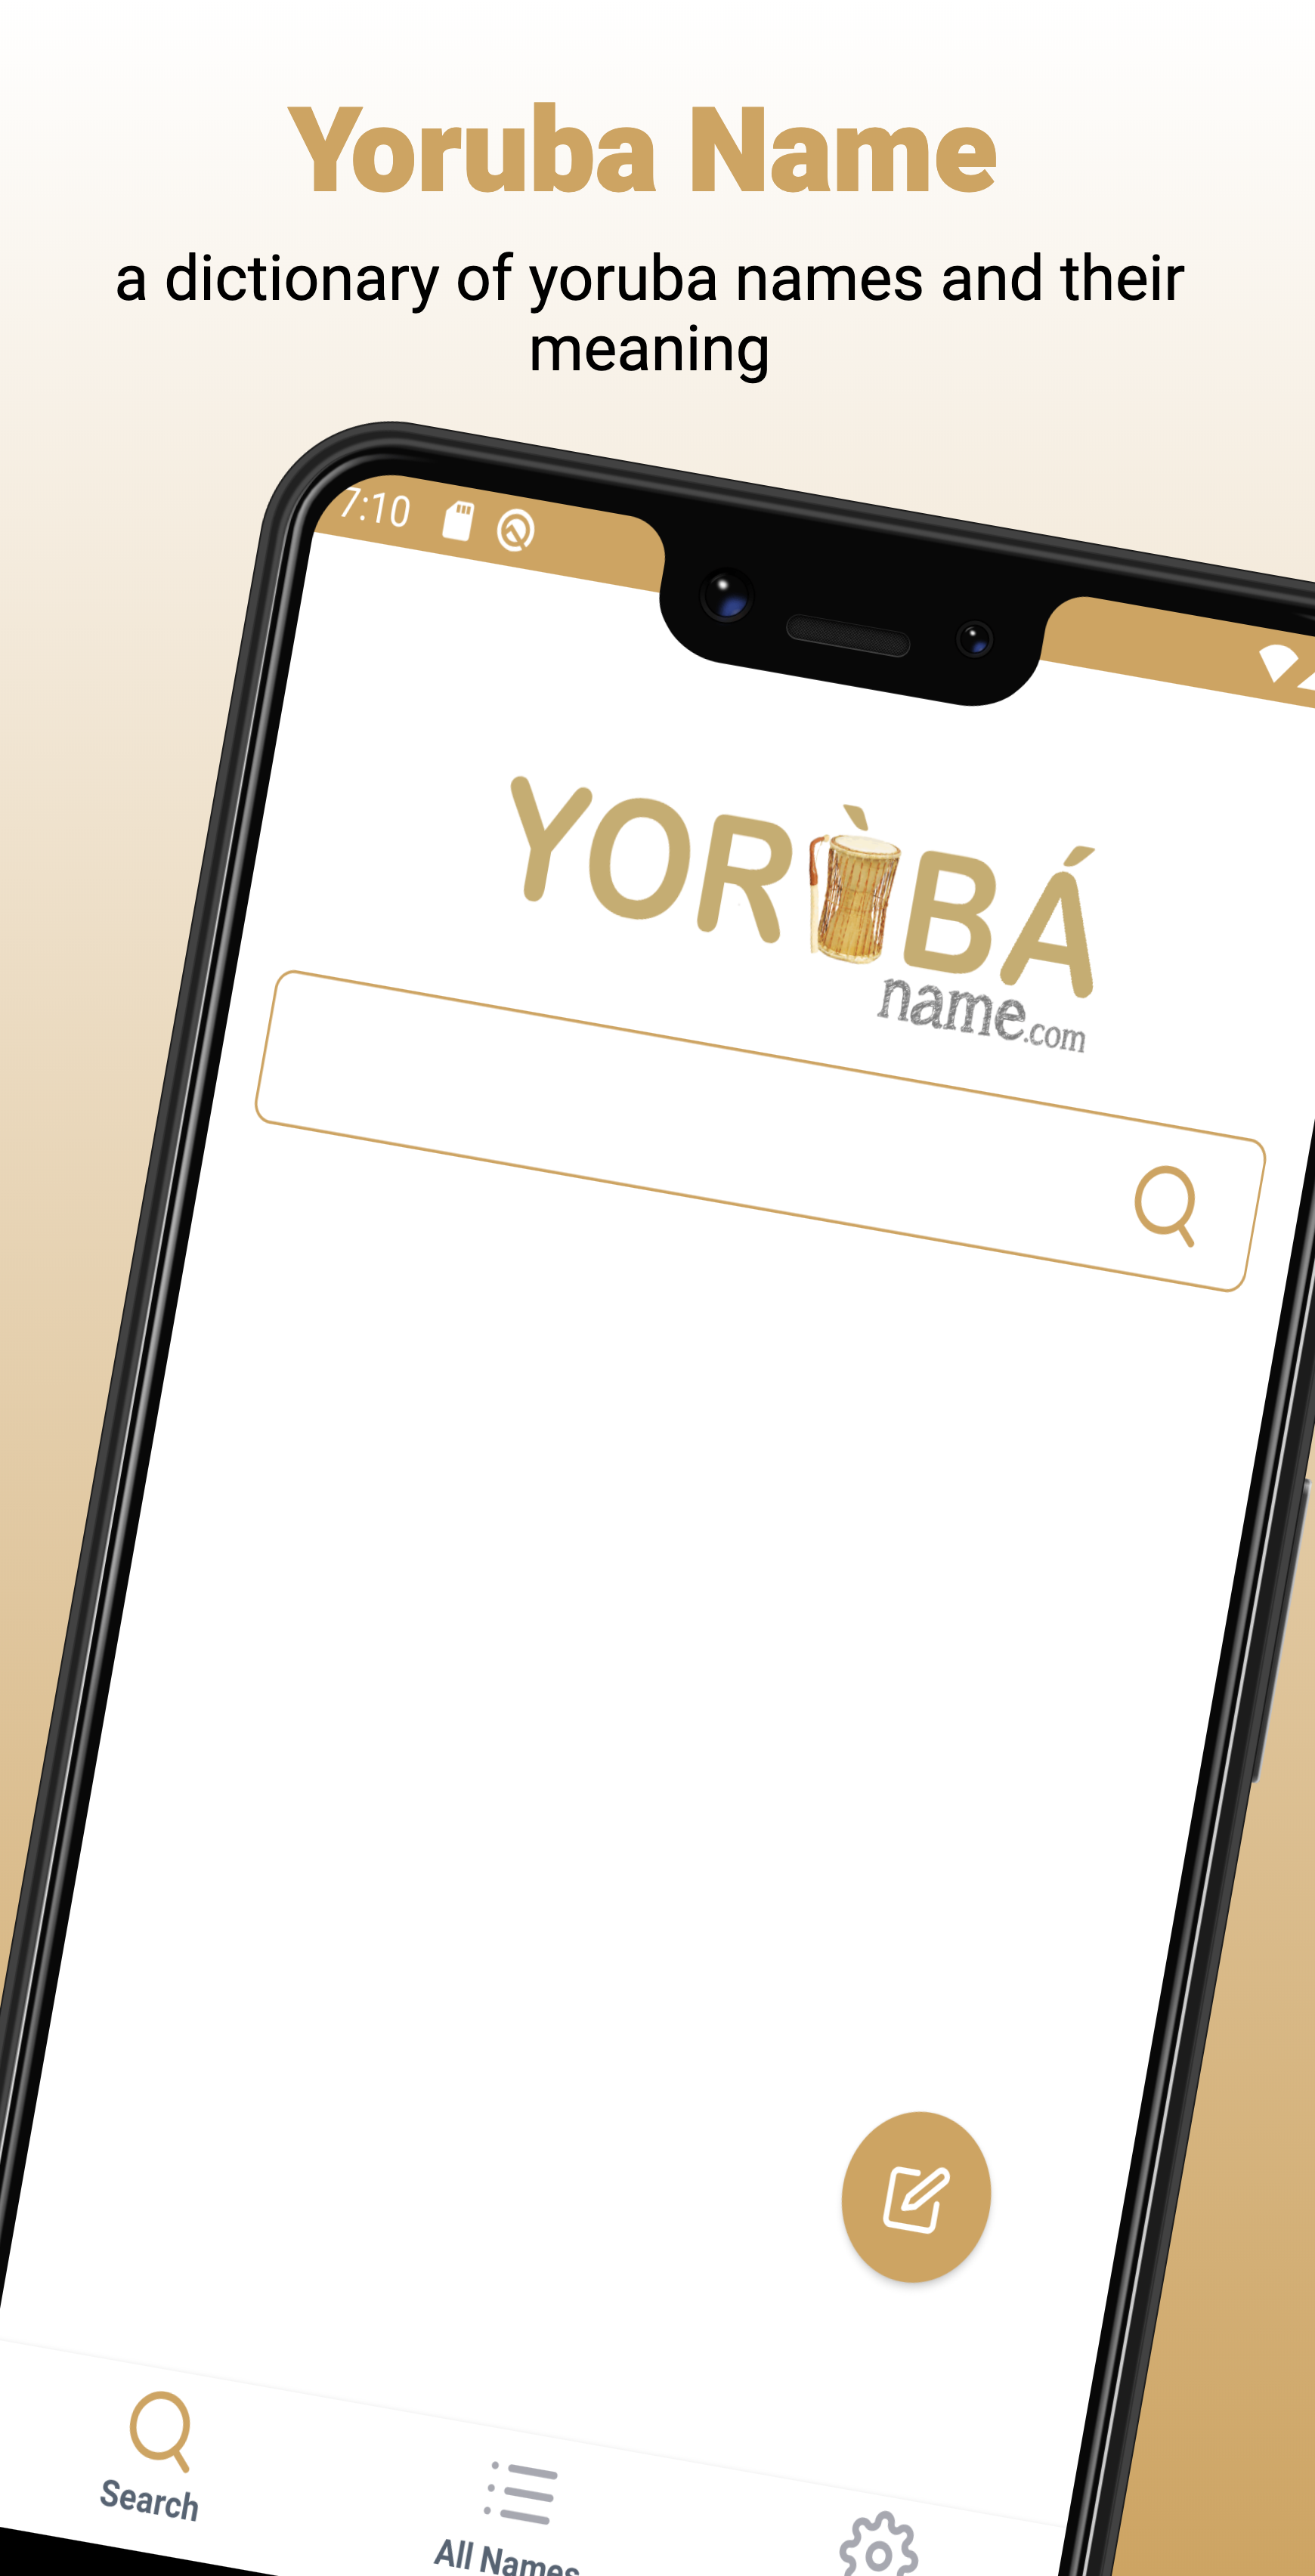 Yoruba Name
a dictionary of yoruba names and their
meaning
7:10
YORÙBÁ
name.com
Search
All Names